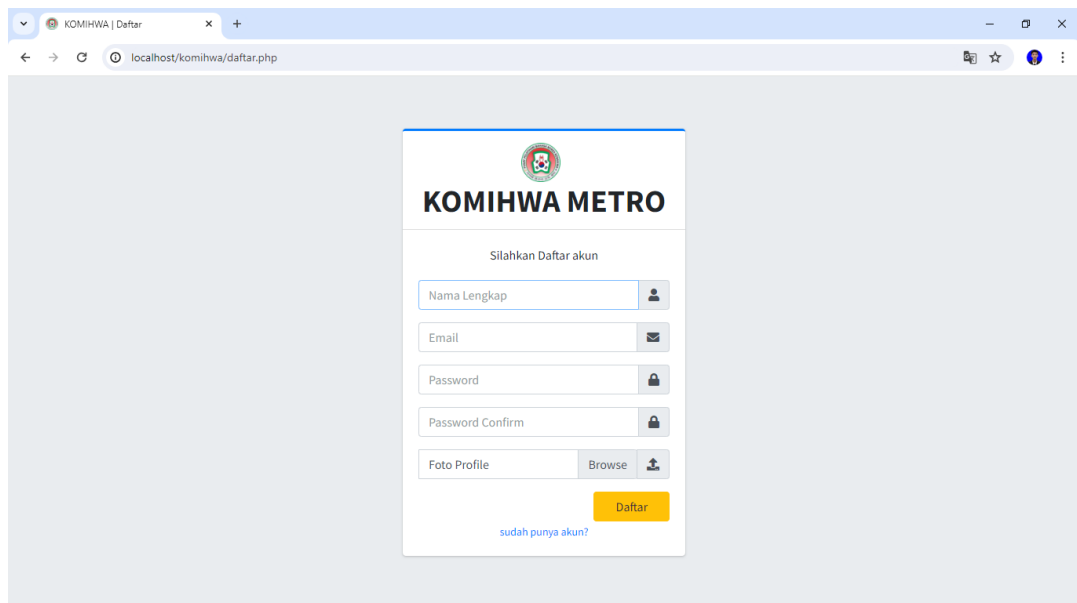 KOMIHWA | Daftar
localhost/komihwa/daftar.php
KOMIHWA METRO
Silahkan Daftar akun
Nama Lengkap
Email
Password
Password Confirm
Foto Profile Browse
Daftar
sudah punya akun?